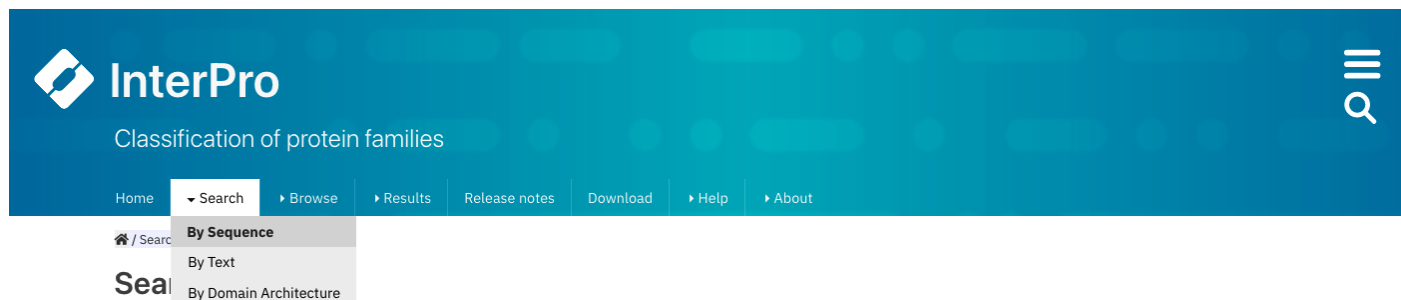 InterPro
Classification of protein families
Home Search Browse Results Release notes Download Help About
By Sequence
/ Searc
By Text
Sear
By Domain Architecture